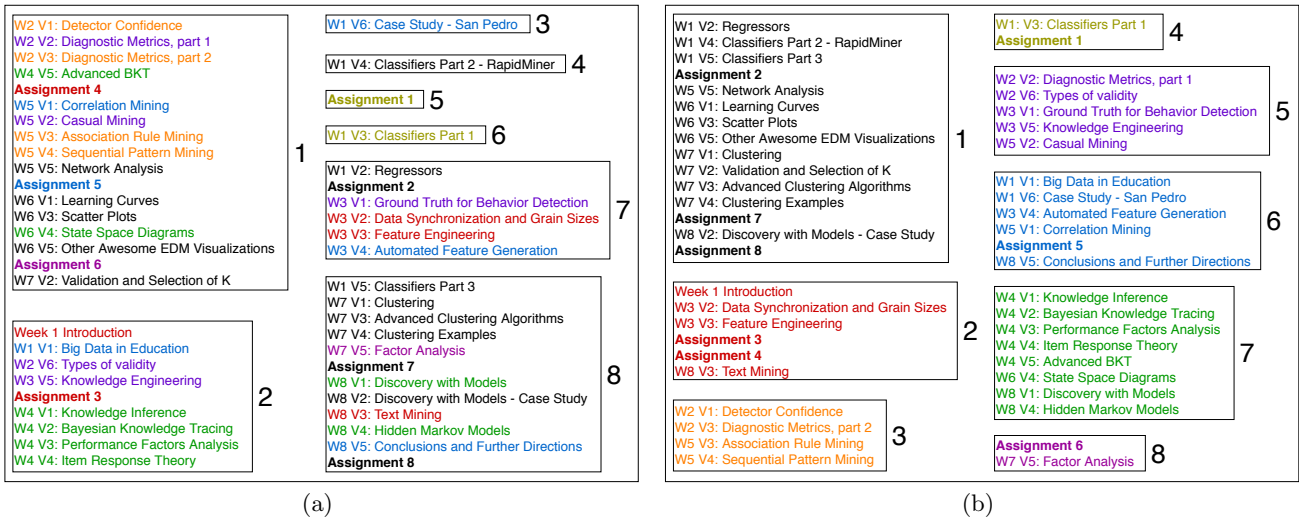 W2 V1: Detector Confidence
W2 V2: Diagnostic Metrics, part 1
W2 V3: Diagnostic Metrics, part 2
W4 V5: Advanced BKT
Assignment 4
W5 V1: Correlation Mining
W5 V2: Casual Mining
W5 V3: Association Rule Mining
W5 V4: Sequential Pattern Mining
W5 V5: Network Analysis
Assignment 5
W6 V1: Learning Curves
W6 V3: Scatter Plots
W6 V4: State Space Diagrams
W6 V5: Other Awesome EDM Visualizations
Assignment 6
W7 V2: Validation and Selection of K
1
Week 1 Introduction
W1 V1: Big Data in Education
W2 V6: Types of validity
W3 V5: Knowledge Engineering
Assignment 3
W4 V1: Knowledge Inference
W4 V2: Bayesian Knowledge Tracing
W4 V3: Performance Factors Analysis
W4 V4: Item Response Theory
2
W1 V6: Case Study - San Pedro
3
W1 V4: Classifiers Part 2 - RapidMiner
4
Assignment 1
5
W1 V3: Classifiers Part 1
6
W1 V2: Regressors
Assignment 2
W3 V1: Ground Truth for Behavior Detection
W3 V2: Data Synchronization and Grain Sizes
W3 V3: Feature Engineering
W3 V4: Automated Feature Generation
7
W1 V5: Classifiers Part 3
W7 V1: Clustering
W7 V3: Advanced Clustering Algorithms
W7 V4: Clustering Examples
W7 V5: Factor Analysis
Assignment 7
W8 V1: Discovery with Models
W8 V2: Discovery with Models - Case Study
W8 V3: Text Mining
W8 V4: Hidden Markov Models
W8 V5: Conclusions and Further Directions
Assignment 8
8
(a)
W1 V2: Regressors
W1 V4: Classifiers Part 2 - RapidMiner
W1 V5: Classifiers Part 3
Assignment 2
W5 V5: Network Analysis
W6 V1: Learning Curves
W6 V3: Scatter Plots
W6 V5: Other Awesome EDM Visualizations
W7 V1: Clustering
W7 V2: Validation and Selection of K
W7 V3: Advanced Clustering Algorithms
W7 V4: Clustering Examples
Assignment 7
W8 V2: Discovery with Models - Case Study
Assignment 8
1
Week 1 Introduction
W3 V2: Data Synchronization and Grain Sizes
W3 V3: Feature Engineering
Assignment 3
Assignment 4
W8 V3: Text Mining
2
W2 V1: Detector Confidence
W2 V3: Diagnostic Metrics, part 2
W5 V3: Association Rule Mining
W5 V4: Sequential Pattern Mining
3
W1: V3: Classifiers Part 1
Assignment 1
4
W2 V2: Diagnostic Metrics, part 1
W2 V6: Types of validity
W3 V1: Ground Truth for Behavior Detection
W3 V5: Knowledge Engineering
W5 V2: Casual Mining
5
W1 V1: Big Data in Education
W1 V6: Case Study - San Pedro
W3 V4: Automated Feature Generation
W5 V1: Correlation Mining
Assignment 5
W8 V5: Conclusions and Further Directions
6
W4 V1: Knowledge Inference
W4 V2: Bayesian Knowledge Tracing
W4 V3: Performance Factors Analysis
W4 V4: Item Response Theory
W4 V5: Advanced BKT
W6 V4: State Space Diagrams
W8 V1: Discovery with Models
W8 V4: Hidden Markov Models
7
Assignment 6
W7 V5: Factor Analysis
8
(b)